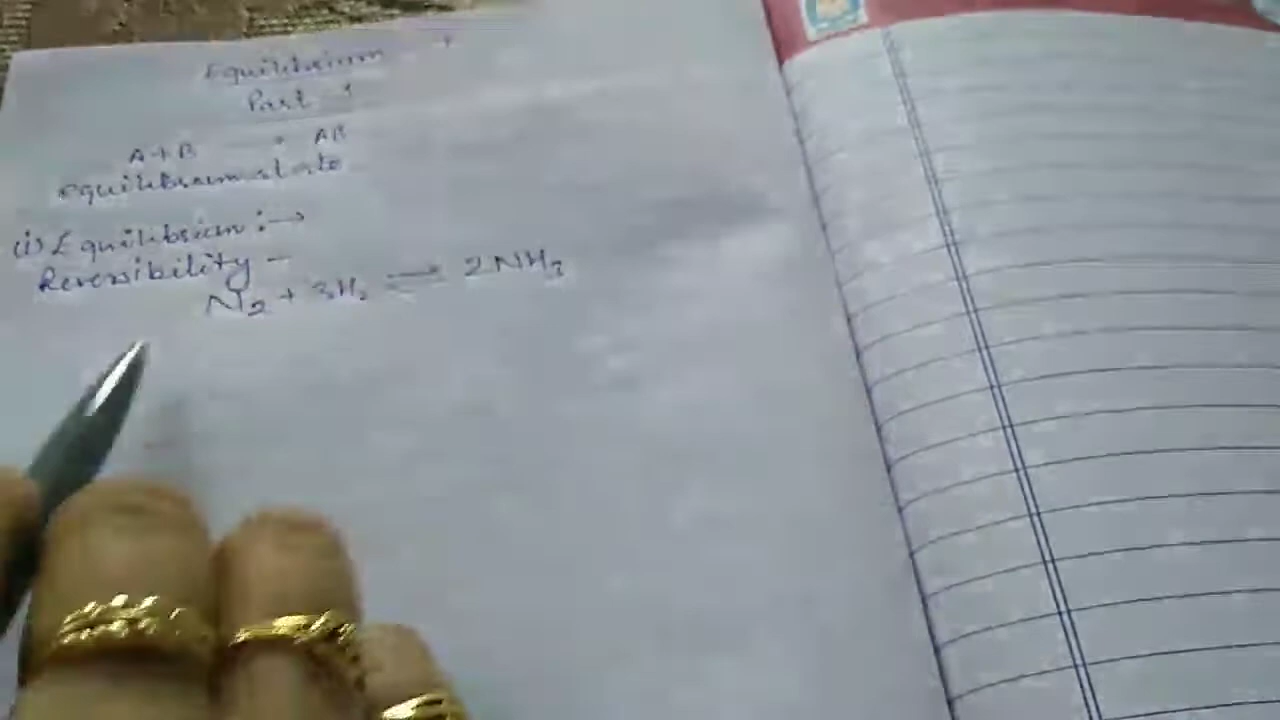 Equilibrium
Part 1
A+B → AB
equilibrium state
(i) Equilibrium :→
Reversibility -
N2 + 3H2 ⇌ 2NH3